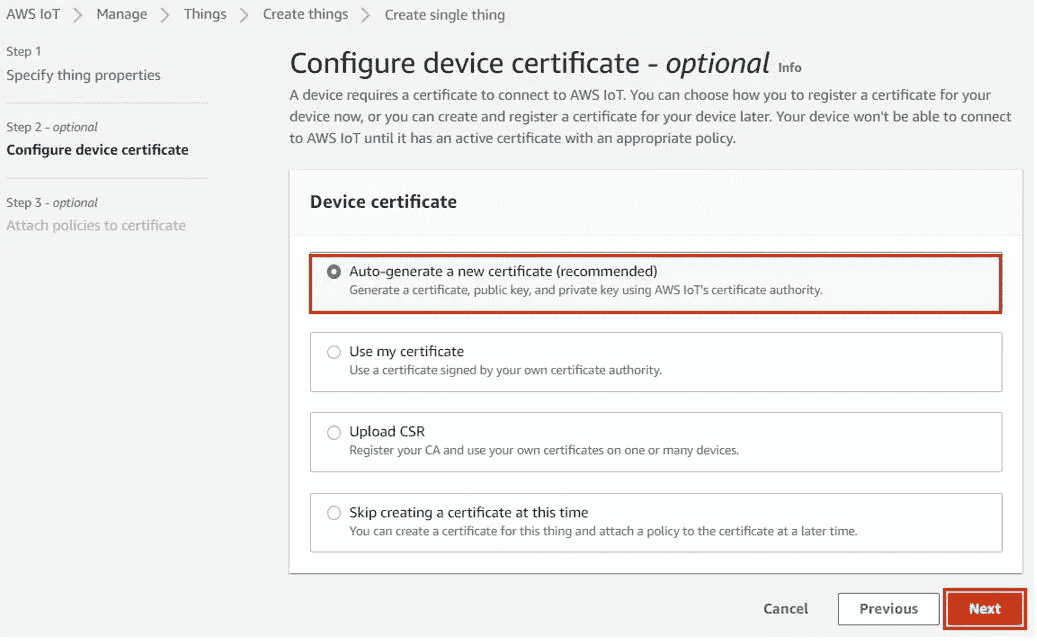 AWS IoT > Manage > Things > Create things > Create single thing
Step 1
Specify thing properties
Step 2 - optional
Configure device certificate
Step 3 - optional
Attach policies to certificate
Configure device certificate - optional Info
A device requires a certificate to connect to AWS IoT. You can choose how you to register a certificate for your
device now, or you can create and register a certificate for your device later. Your device won't be able to connect
to AWS IoT until it has an active certificate with an appropriate policy.
Device certificate
Auto-generate a new certificate (recommended)
Generate a certificate, public key, and private key using AWS IoT's certificate authority.
Use my certificate
Use a certificate signed by your own certificate authority.
Upload CSR
Register your CA and use your own certificates on one or many devices.
Skip creating a certificate at this time
You can create a certificate for this thing and attach a policy to the certificate at a later time.
Cancel Previous Next